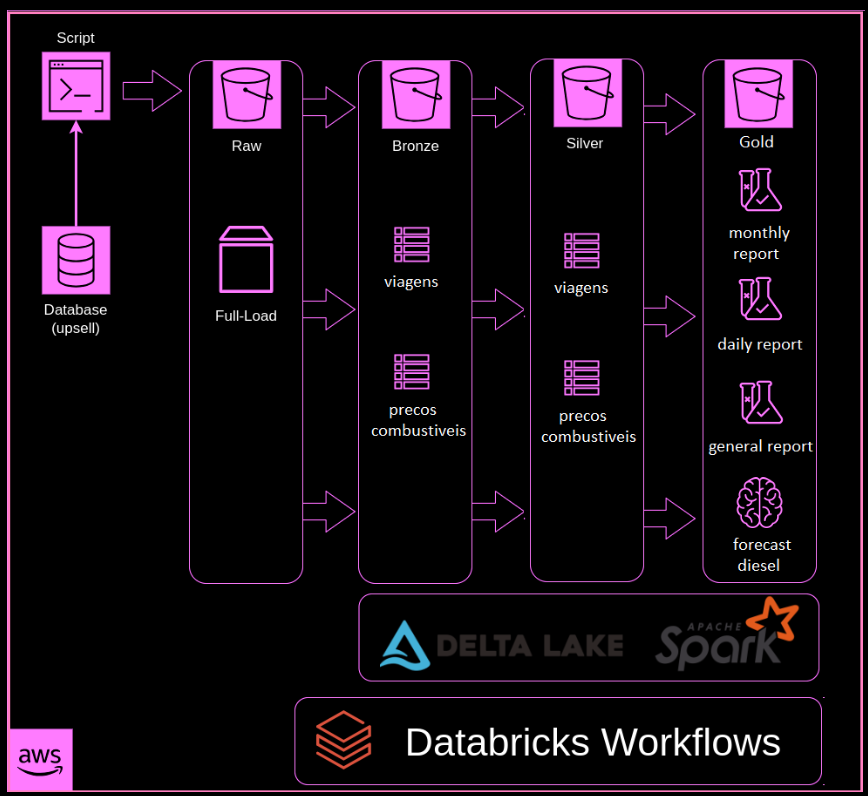 Script
Database
(upsell)
Raw
Full-Load
Bronze
viagens
precos
combustiveis
Silver
viagens
precos
combustiveis
Gold
monthly
report
daily report
general report
forecast
diesel
DELTA LAKE
APACHE
Spark
Databricks Workflows
aws